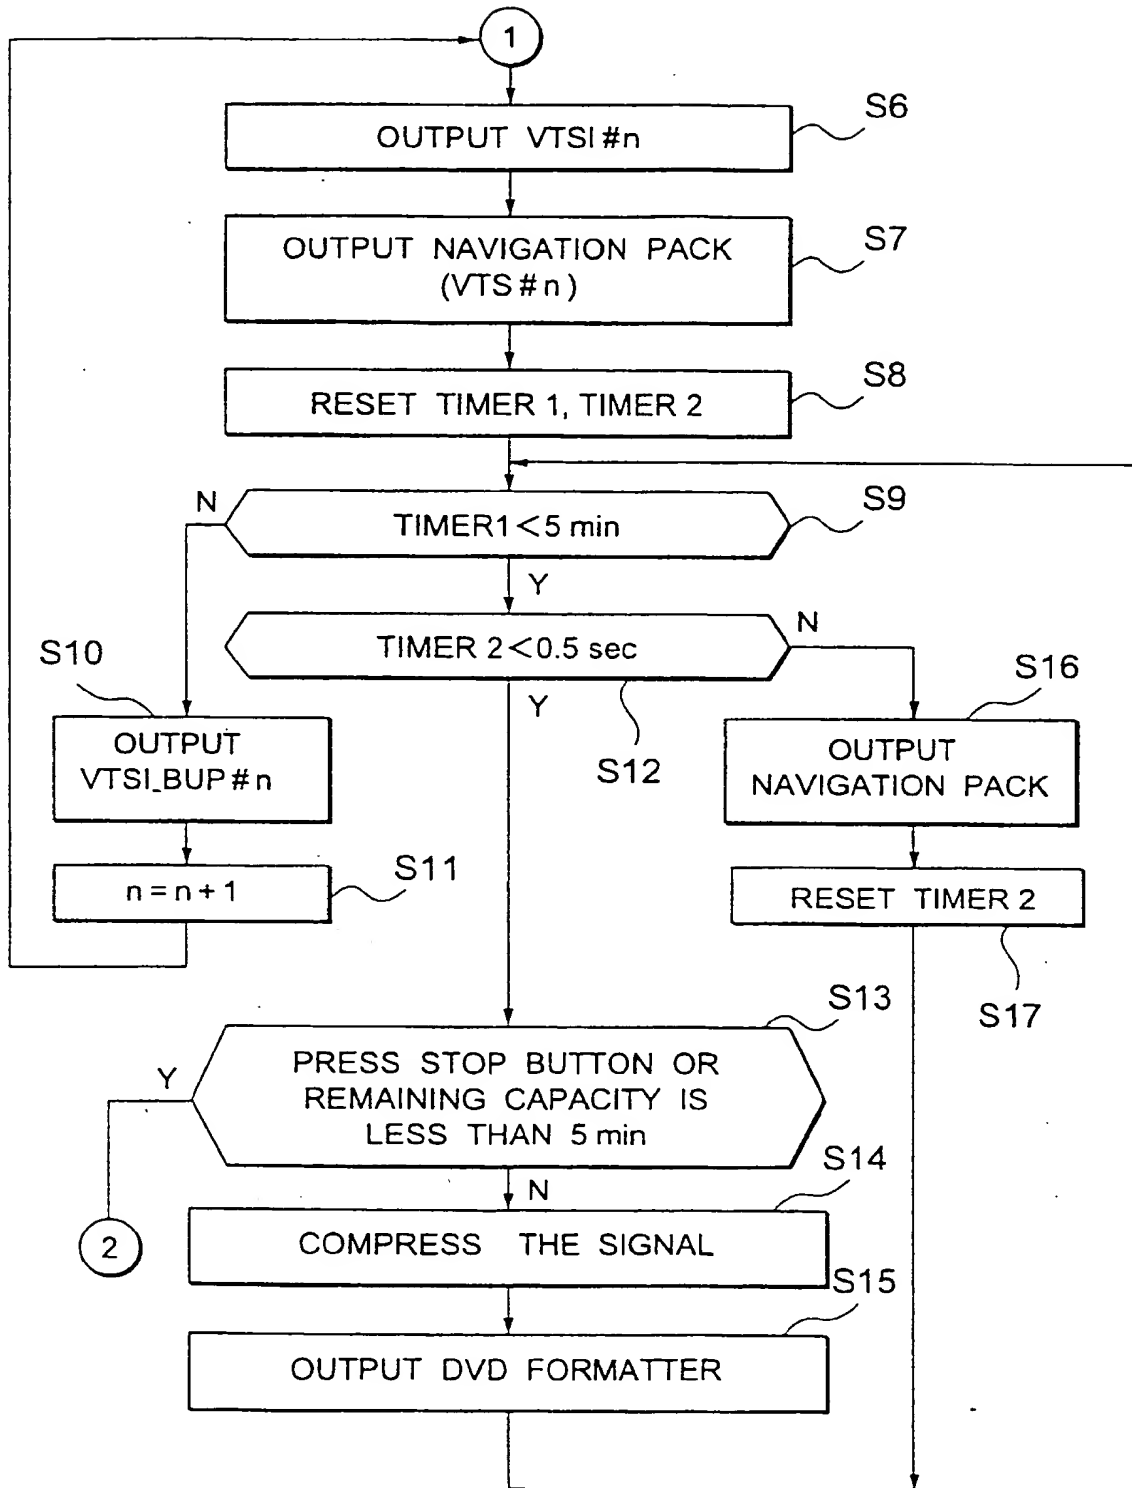 1
OUTPUT VTSI#n
S6
OUTPUT NAVIGATION PACK
(VTS#n)
S7
RESET TIMER 1, TIMER 2
S8
N
TIMER1<5 min
S9
Y
TIMER 2<0.5 sec
N
S10
Y
S12
S16
OUTPUT
VTSI_BUP#n
OUTPUT
NAVIGATION PACK
n=n+1
S11
RESET TIMER 2
S17
S13
Y
PRESS STOP BUTTON OR
REMAINING CAPACITY IS
LESS THAN 5 min
N
S14
2
COMPRESS THE SIGNAL
S15
OUTPUT DVD FORMATTER